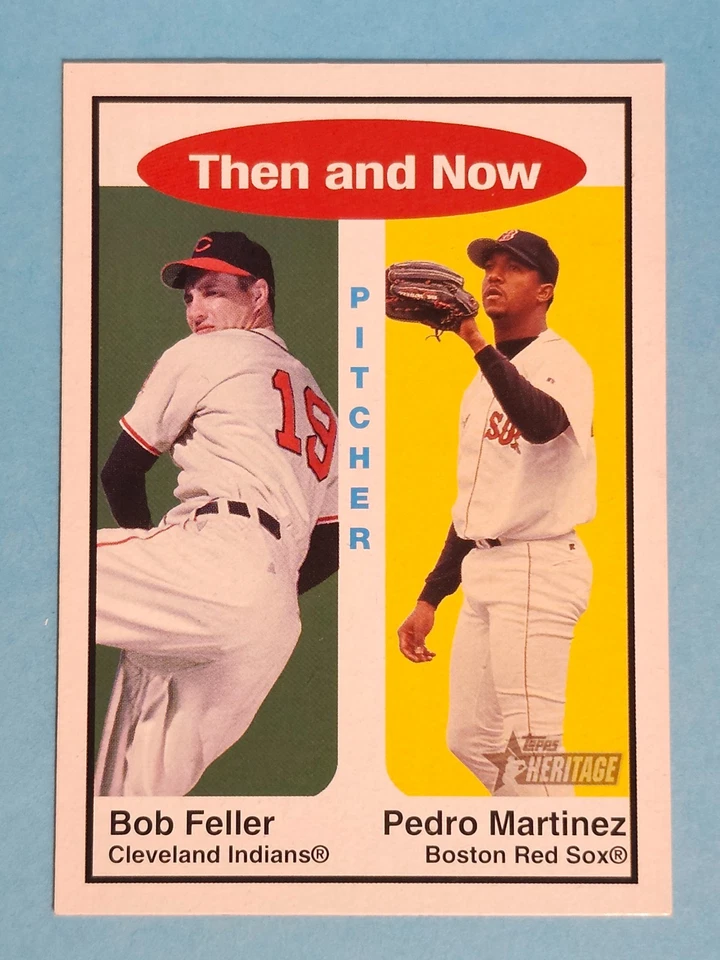 Then and Now
C
B
19
PITCHER
SOX
Topps
HERITAGE
Bob Feller
Cleveland Indians®
Pedro Martinez
Boston Red Sox®